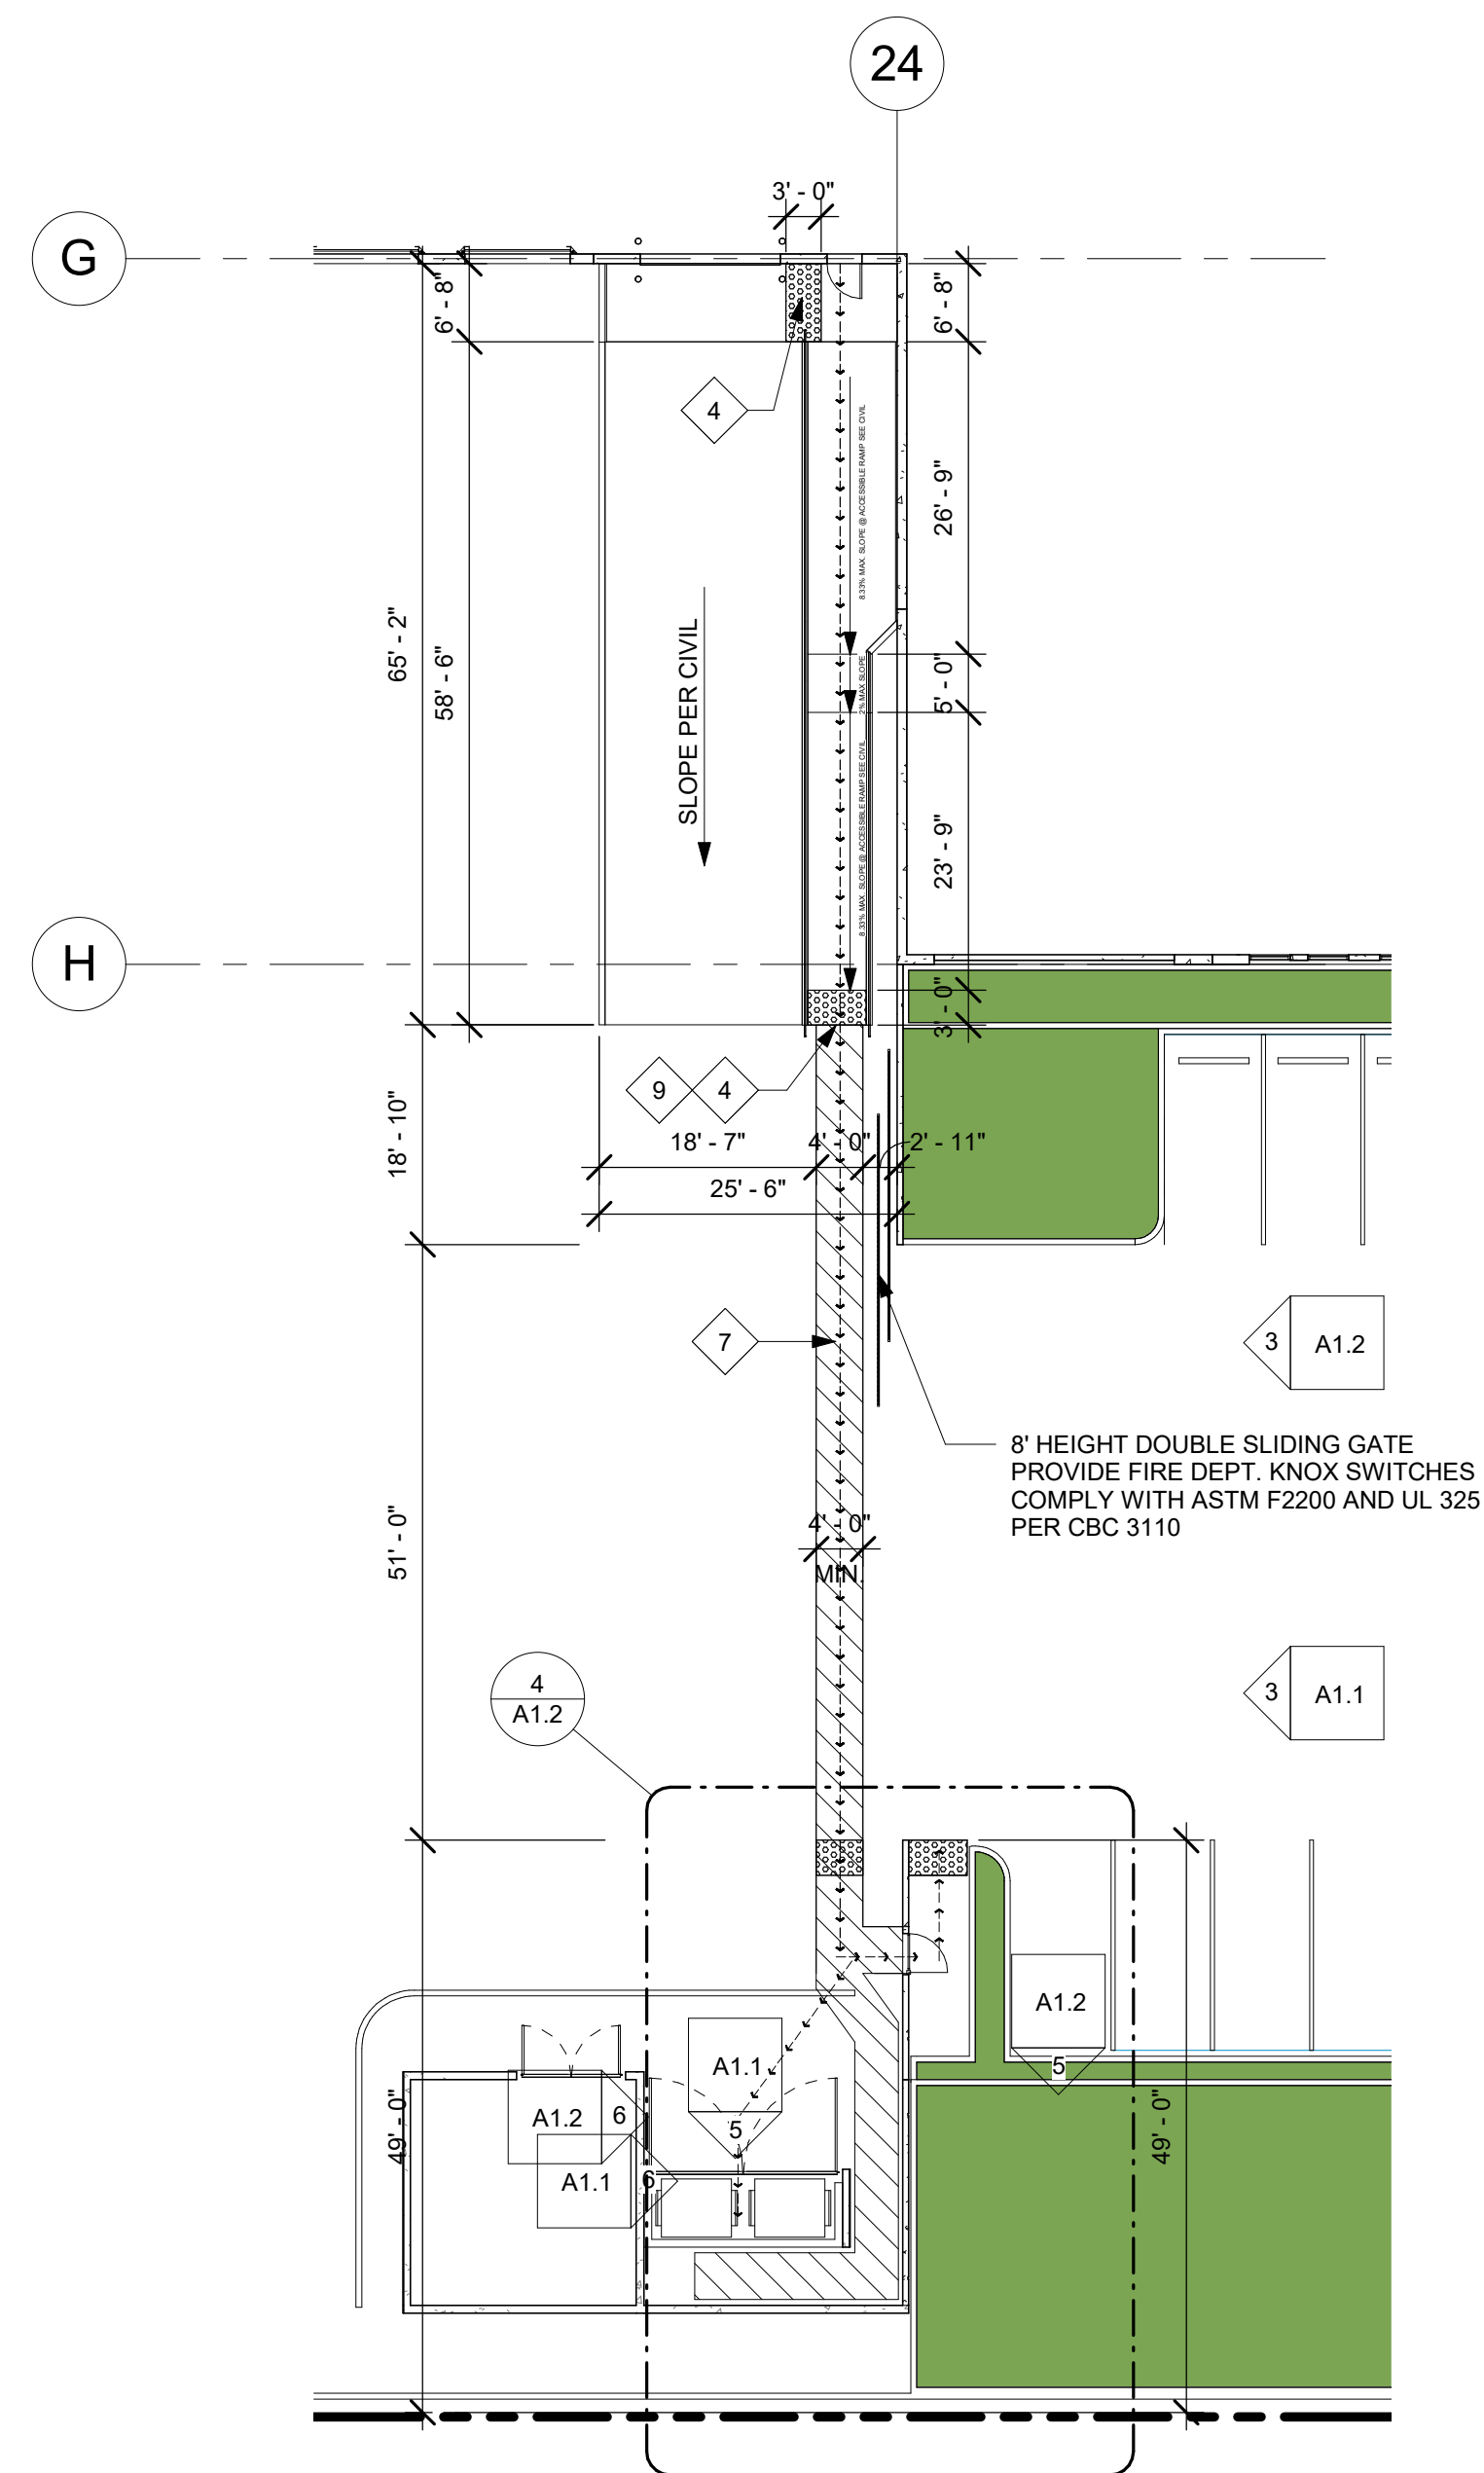 24
3' - 0"
G
6' - 8"
6' - 8"
4
8.33% MAX. SLOPE @ ACCESSIBLE RAMP SEE CIVIL
26' - 9"
65' - 2"
58' - 6"
SLOPE PER CIVIL
2% MAX SLOPE
5' - 0"
8.33% MAX. SLOPE @ ACCESSIBLE RAMP SEE CIVIL
23' - 9"
H
3' - 0"
9
4
18' - 10"
18' - 7"
4' - 0"
2' - 11"
25' - 6"
7
3
A1.2
8' HEIGHT DOUBLE SLIDING GATE
PROVIDE FIRE DEPT. KNOX SWITCHES
COMPLY WITH ASTM F2200 AND UL 325
PER CBC 3110
51' - 0"
4' - 0"
MIN.
4
A1.2
3
A1.1
A1.2
5
A1.1
5
A1.2
6
A1.1
6
49' - 0"
49' - 0"